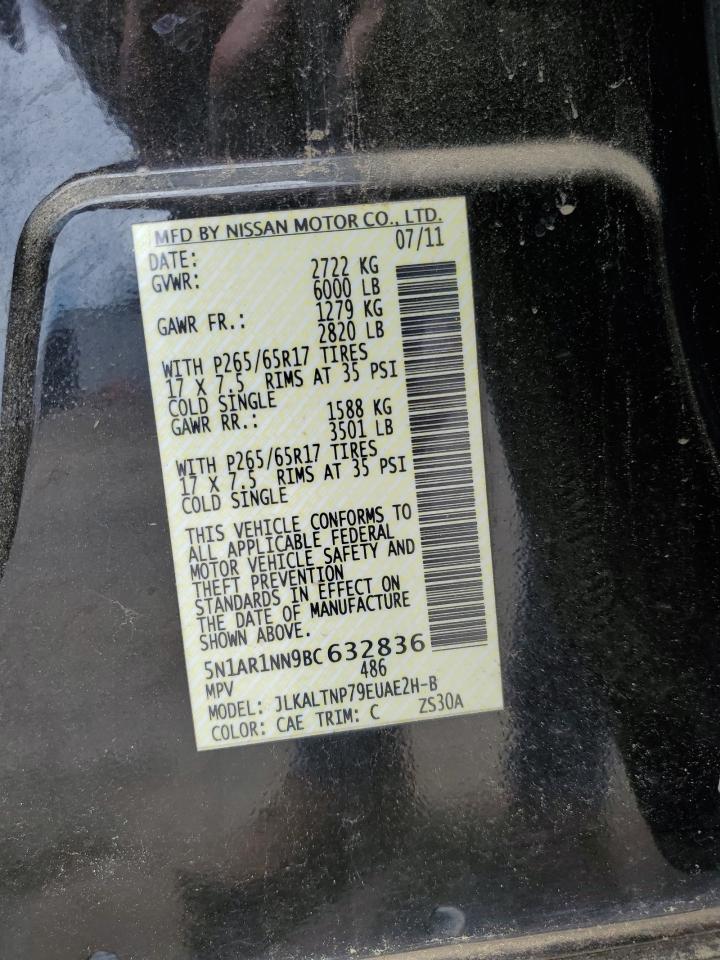 MFD BY NISSAN MOTOR CO., LTD.
DATE: 07/11
GVWR: 2722 KG
6000 LB
GAWR FR.: 1279 KG
2820 LB
WITH P265/65R17 TIRES
17 X 7.5 RIMS AT 35 PSI
COLD SINGLE
GAWR RR.: 1588 KG
3501 LB
WITH P265/65R17 TIRES
17 X 7.5 RIMS AT 35 PSI
COLD SINGLE
THIS VEHICLE CONFORMS TO
ALL APPLICABLE FEDERAL
MOTOR VEHICLE SAFETY AND
THEFT PREVENTION
STANDARDS IN EFFECT ON
THE DATE OF MANUFACTURE
SHOWN ABOVE.
5N1AR1NN9BC632836
MPV 486
MODEL: JLKALTNP79EUAE2H-B
COLOR: CAE TRIM: C ZS30A